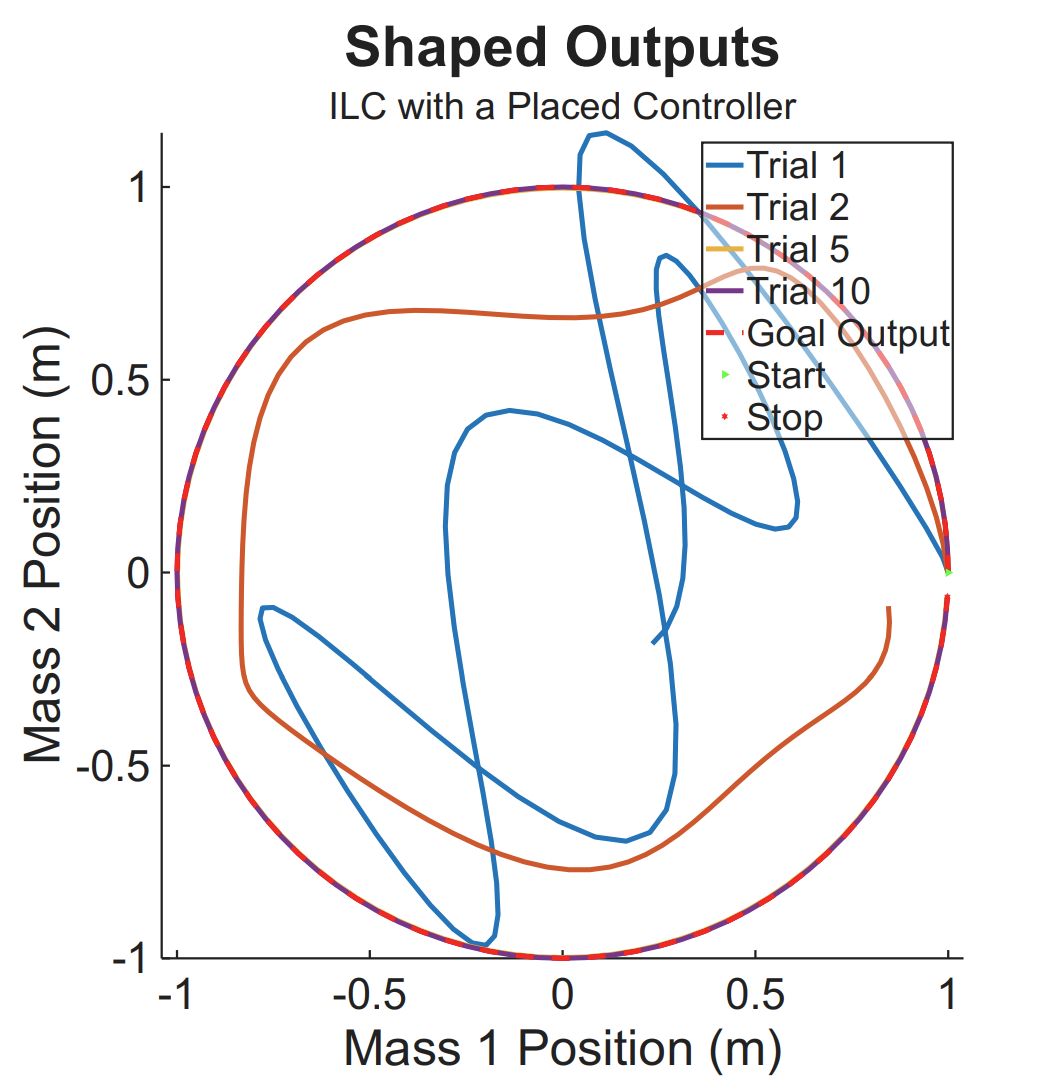 Shaped Outputs
ILC with a Placed Controller
Trial 1
Trial 2
Trial 5
Trial 10
Goal Output
Start
Stop
1
0.5
0
-0.5
-1
Mass 2 Position (m)
-1
-0.5
0
0.5
1
Mass 1 Position (m)